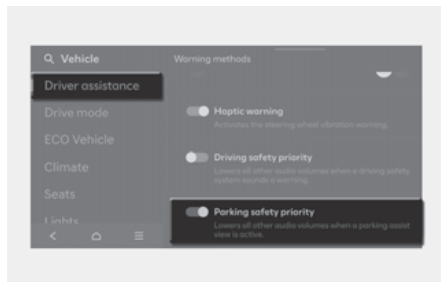 Vehicle
Driver assistance
Drive mode
ECO Vehicle
Climate
Seats
Lights
Warning methods
Haptic warning
Activates the steering wheel vibration warning.
Driving safety priority
Lowers all other audio volumes when a driving safety
system sounds a warning.
Parking safety priority
Lowers all other audio volumes when a parking assist
view is active.